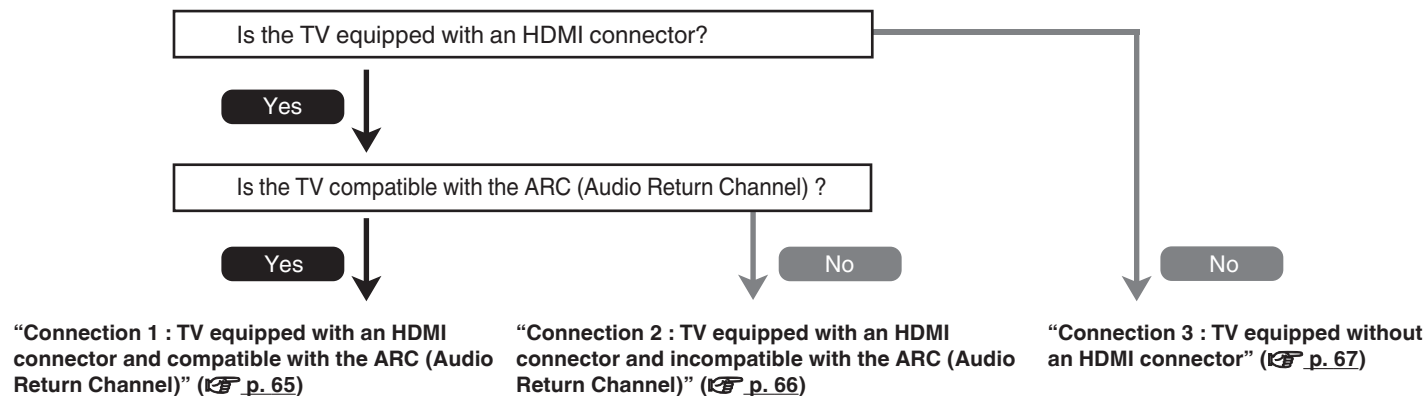 Is the TV equipped with an HDMI connector?
Yes
Is the TV compatible with the ARC (Audio Return Channel) ?
Yes
No
No
“Connection 1 : TV equipped with an HDMI
connector and compatible with the ARC (Audio
Return Channel)” (☞ p. 65)
“Connection 2 : TV equipped with an HDMI
connector and incompatible with the ARC (Audio
Return Channel)” (☞ p. 66)
“Connection 3 : TV equipped without
an HDMI connector” (☞ p. 67)